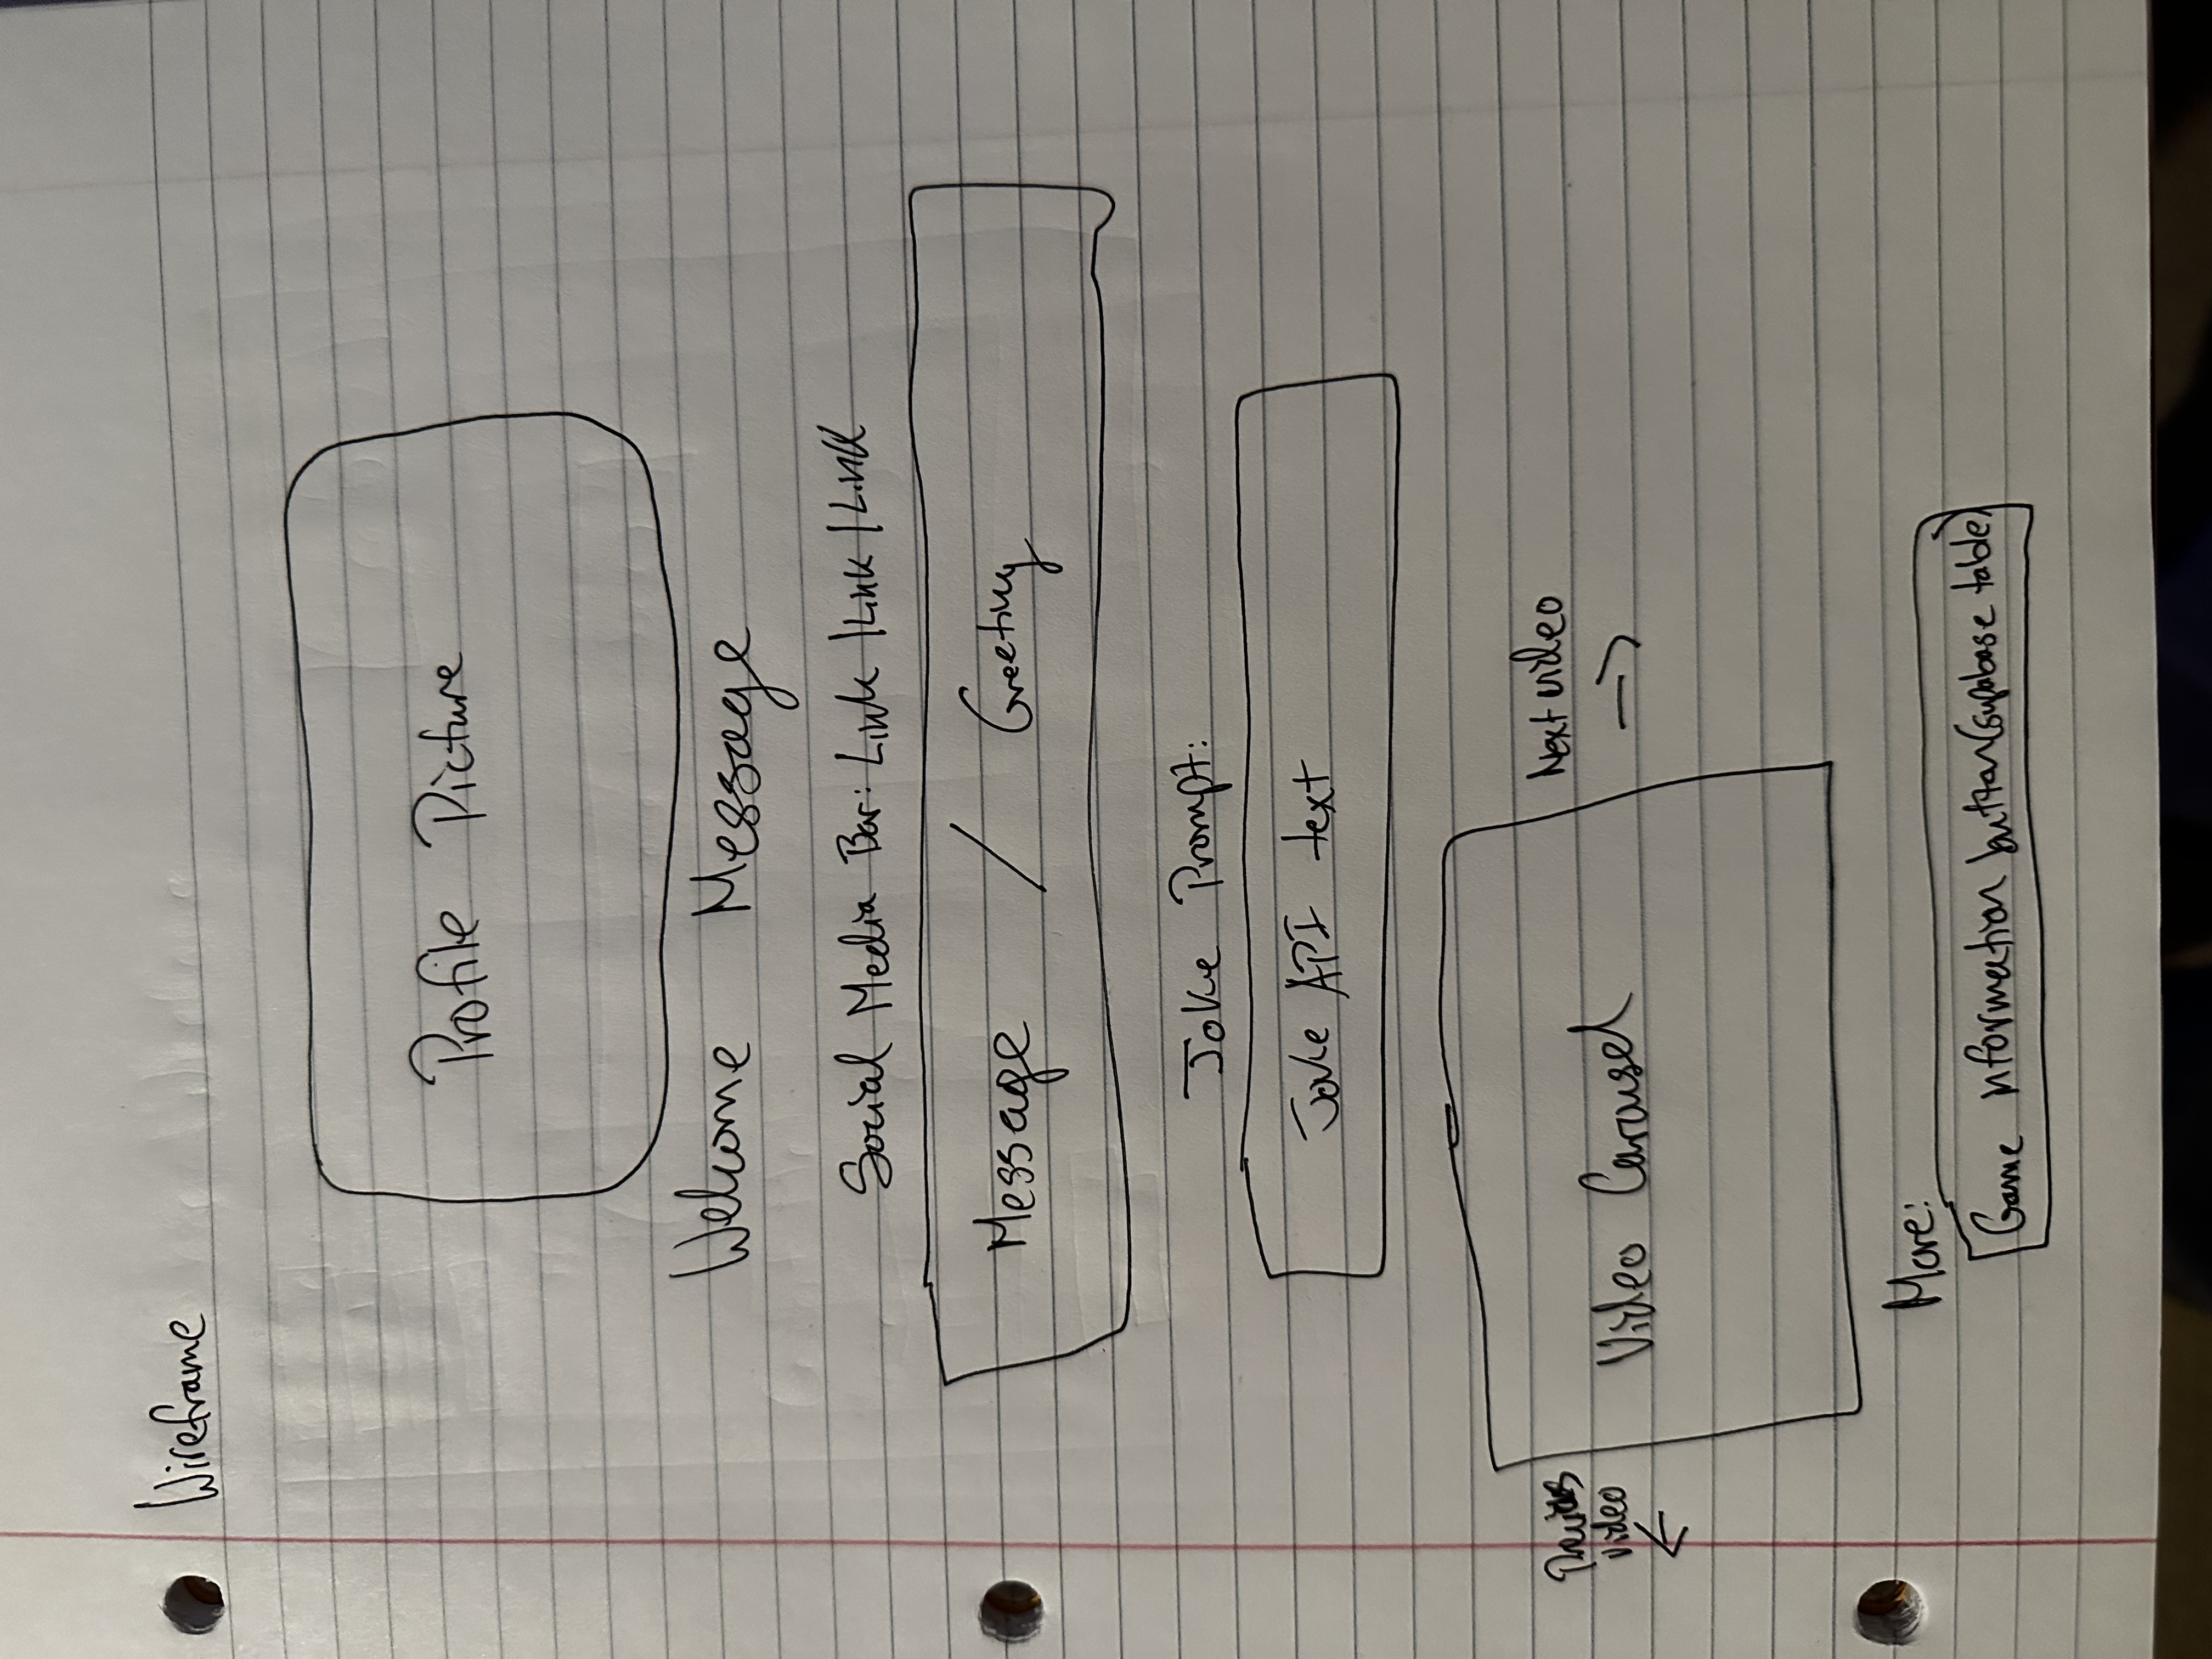 Wireframe
Profile Picture
Welcome Message
Social Media Bar: Link | Link | Link
Message / Greeting
Joke Prompt:
Joke API text
Previous
video
←
Video Carousel
Next video
→
More:
Game information button (supabase table)